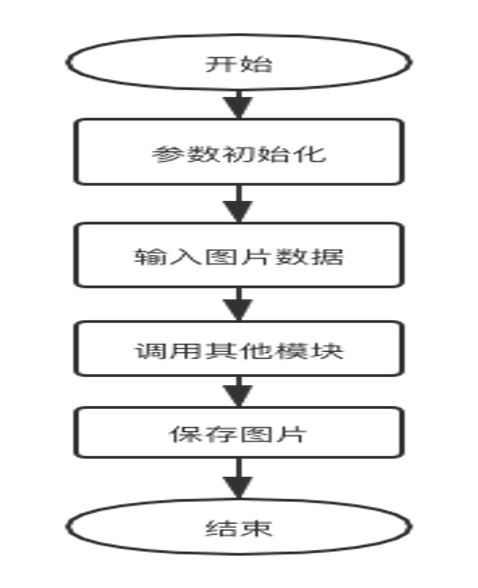 开始
参数初始化
输入图片数据
调用其他模块
保存图片
结束